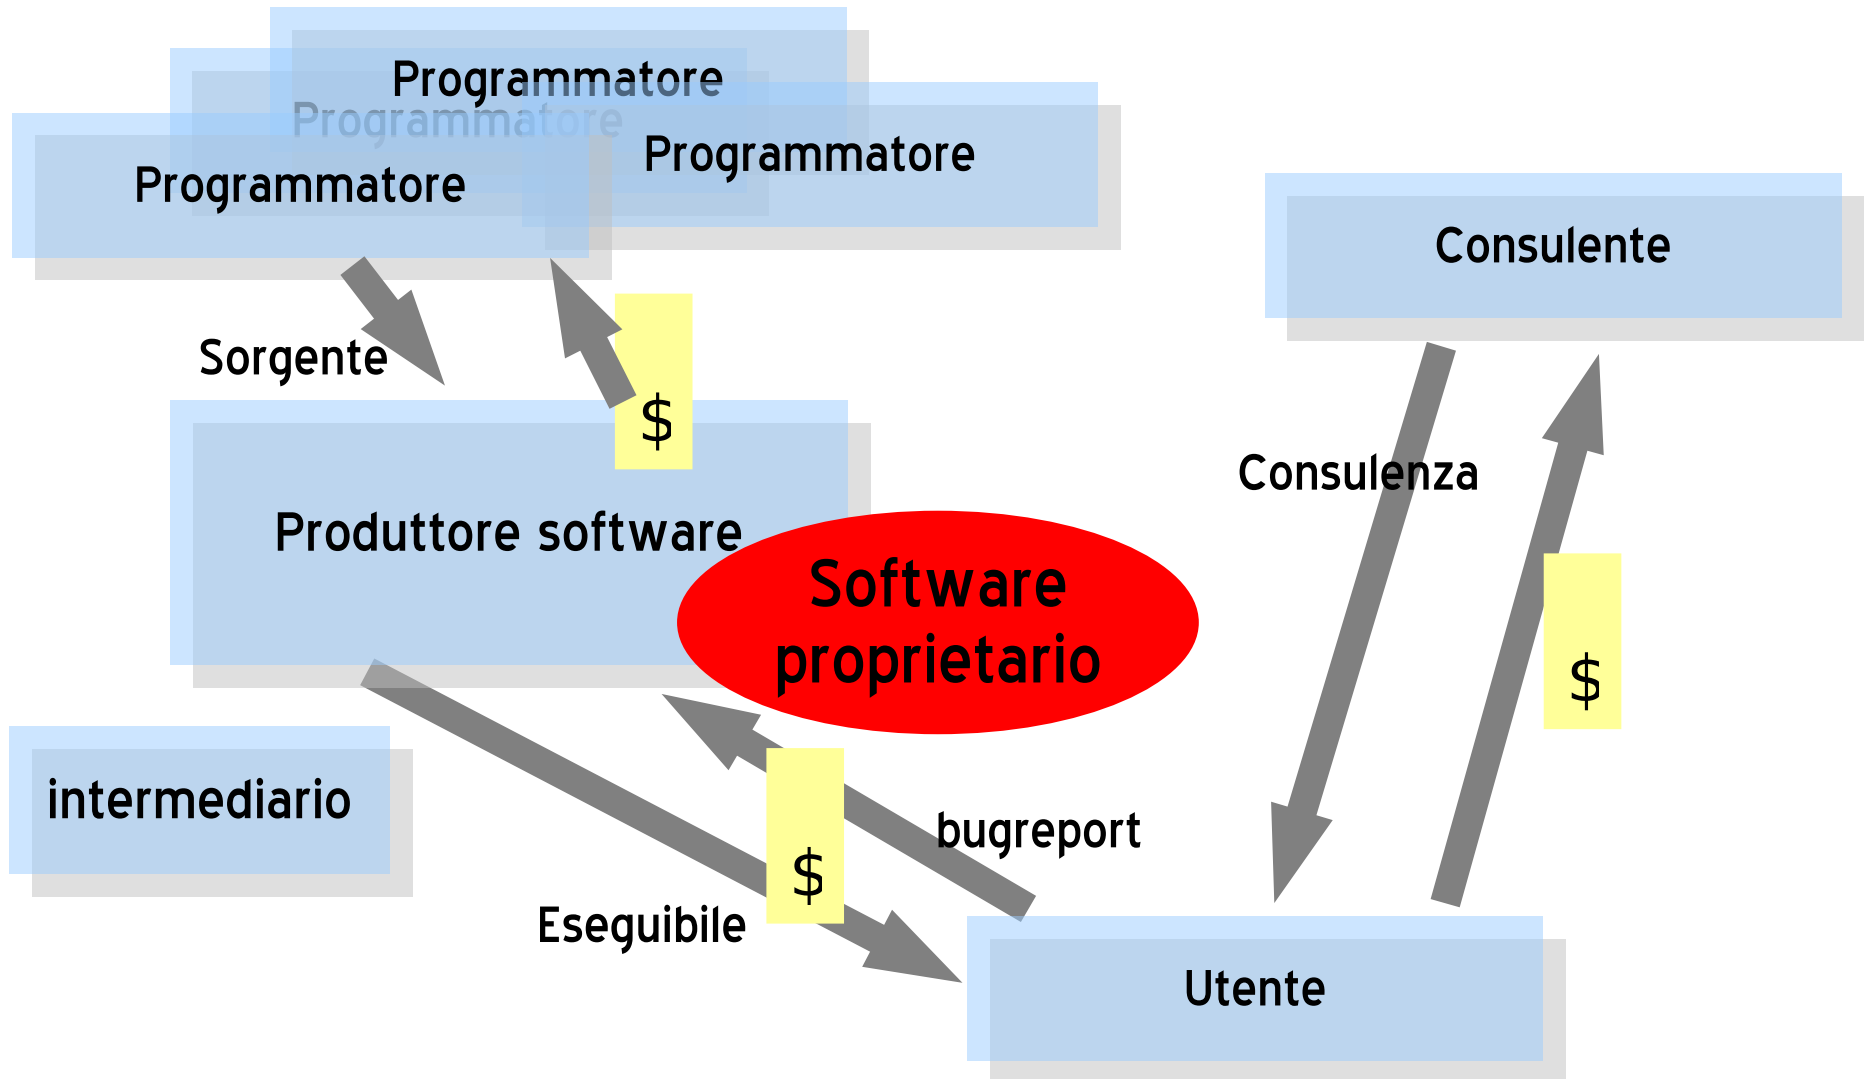 Programmatore
Programmatore
Programmatore
Programmatore
Consulente
Sorgente
$
Consulenza
Produttore software
Software
proprietario
$
intermediario
bugreport
$
Eseguibile
Utente